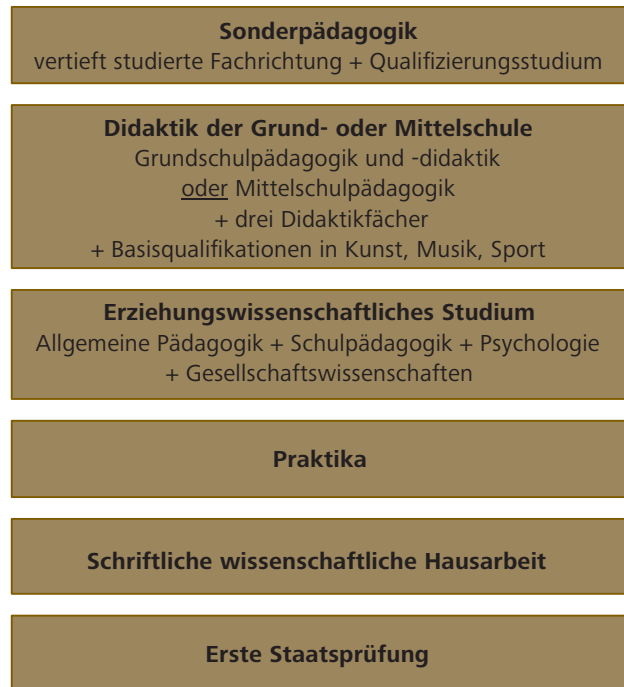 Sonderpädagogik
vertieft studierte Fachrichtung + Qualifizierungsstudium
Didaktik der Grund- oder Mittelschule
Grundschulpädagogik und -didaktik
oder Mittelschulpädagogik
+ drei Didaktikfächer
+ Basisqualifikationen in Kunst, Musik, Sport
Erziehungswissenschaftliches Studium
Allgemeine Pädagogik + Schulpädagogik + Psychologie
+ Gesellschaftswissenschaften
Praktika
Schriftliche wissenschaftliche Hausarbeit
Erste Staatsprüfung